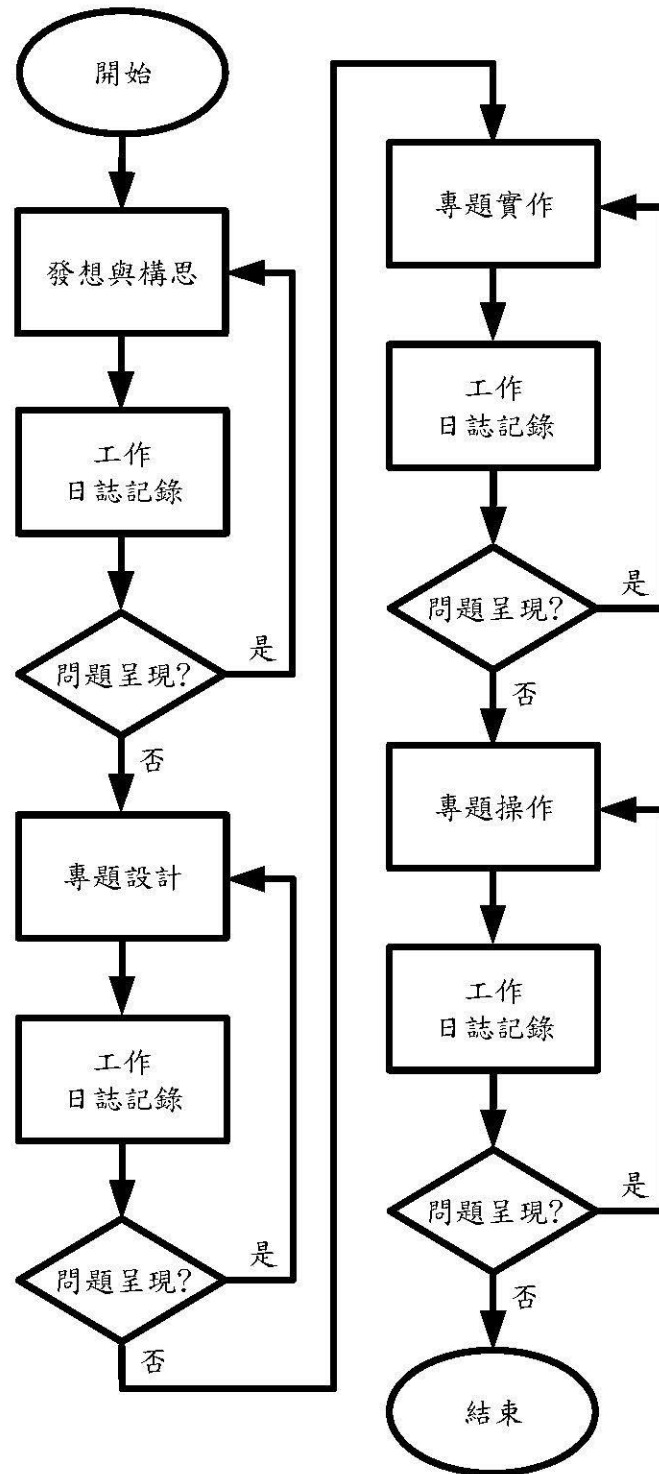 開始
發想與構思
工作
日誌記錄
問題呈現?
是
否
專題設計
工作
日誌記錄
問題呈現?
是
否
專題實作
工作
日誌記錄
問題呈現?
是
否
專題操作
工作
日誌記錄
問題呈現?
是
否
結束